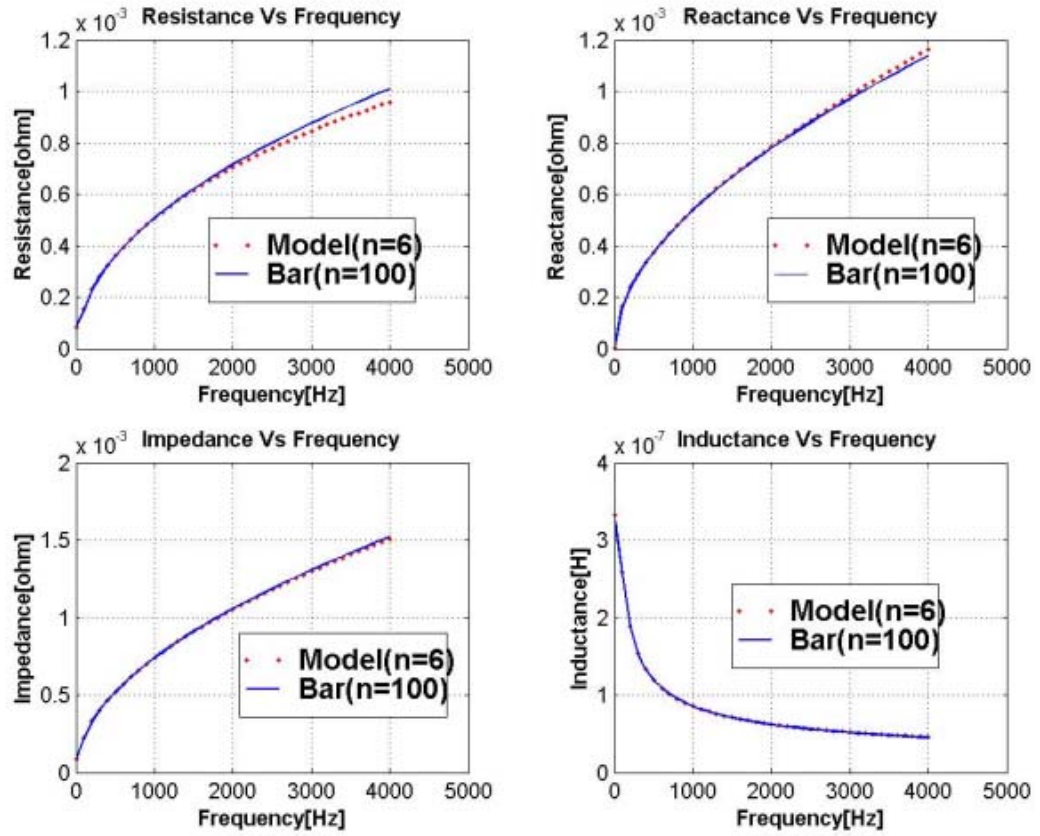 Resistance Vs Frequency
x 10-3
1.2
1
0.8
0.6
0.4
0.2
0
Resistance[ohm]
Model(n=6)
Bar(n=100)
0 1000 2000 3000 4000 5000
Frequency[Hz]
Reactance Vs Frequency
x 10-3
1.2
1
0.8
0.6
0.4
0.2
0
Reactance[ohm]
Model(n=6)
Bar(n=100)
0 1000 2000 3000 4000 5000
Frequency[Hz]
Impedance Vs Frequency
x 10-3
2
1.5
1
0.5
0
Impedance[ohm]
Model(n=6)
Bar(n=100)
0 1000 2000 3000 4000 5000
Frequency[Hz]
Inductance Vs Frequency
x 10-7
4
3
2
1
0
Inductance[H]
Model(n=6)
Bar(n=100)
0 1000 2000 3000 4000 5000
Frequency[Hz]